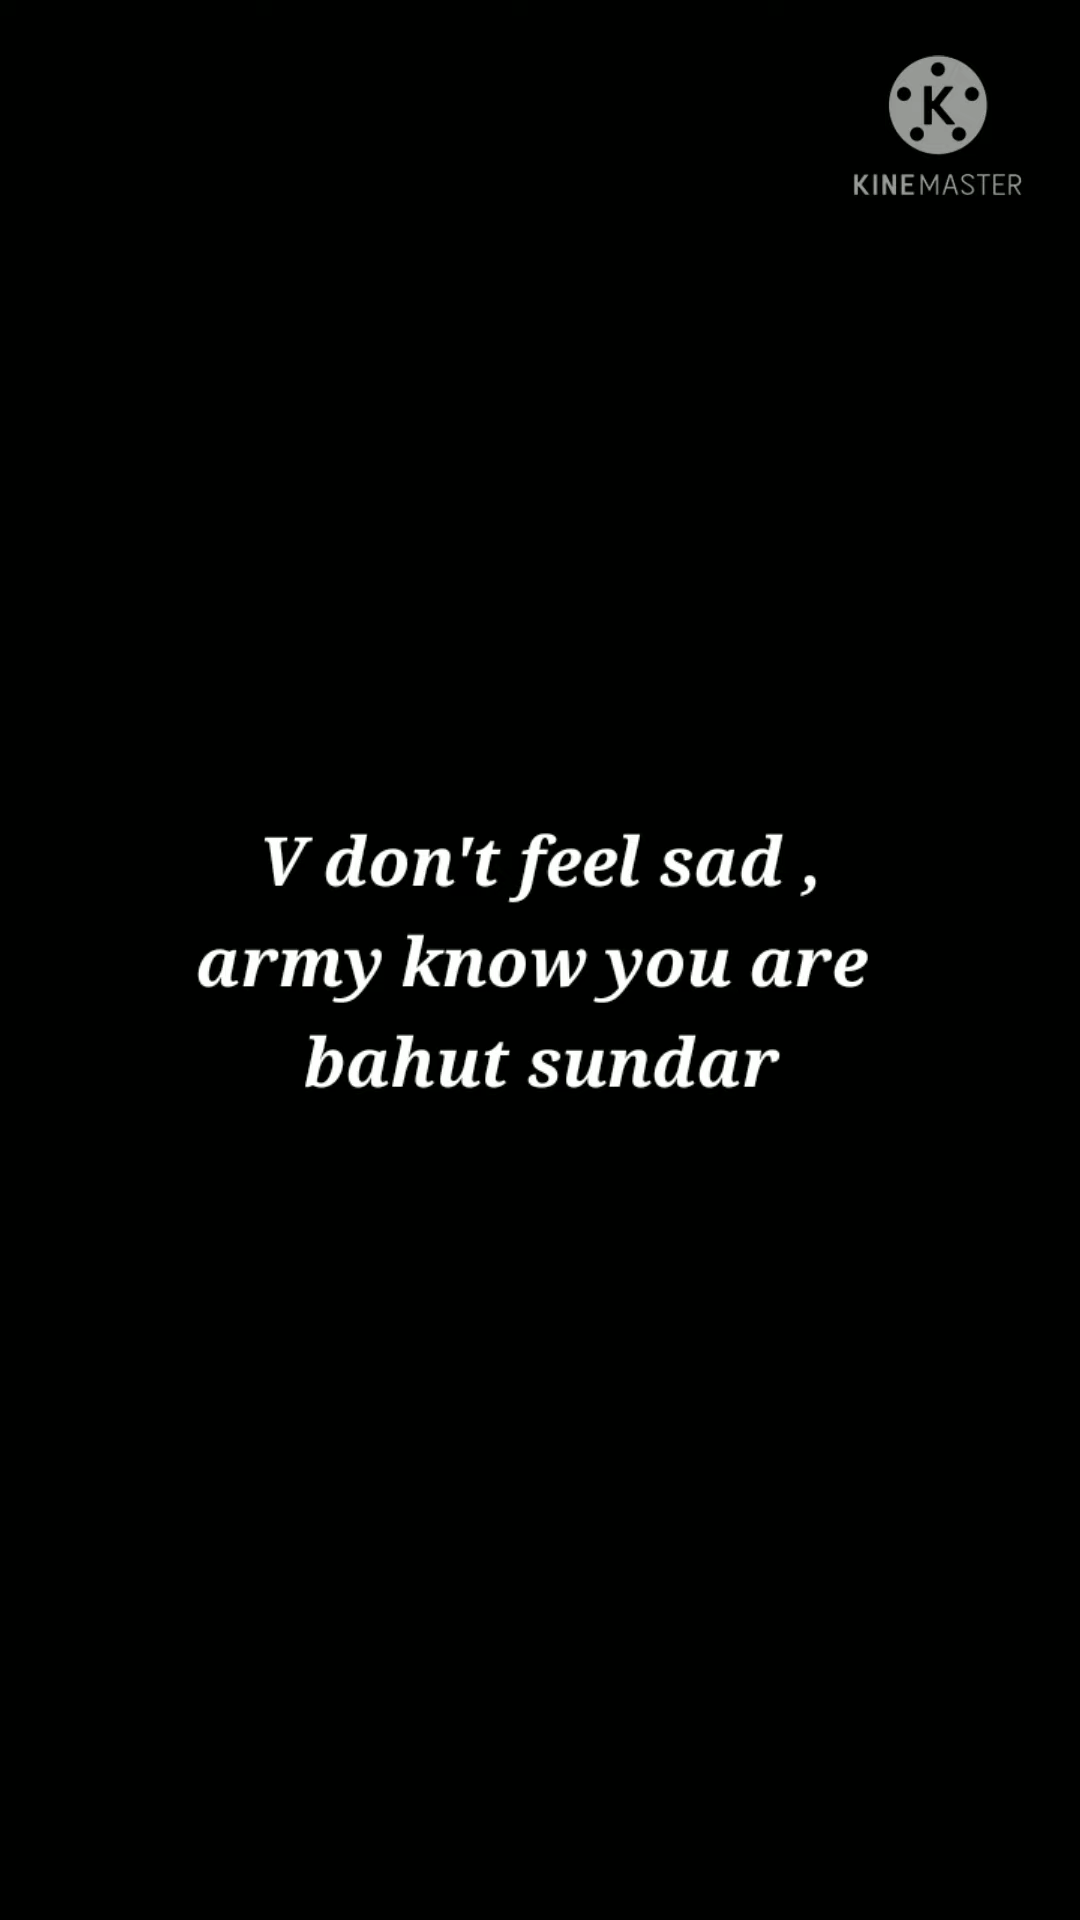 K
KINEMASTER
V don't feel sad ,
army know you are
bahut sundar